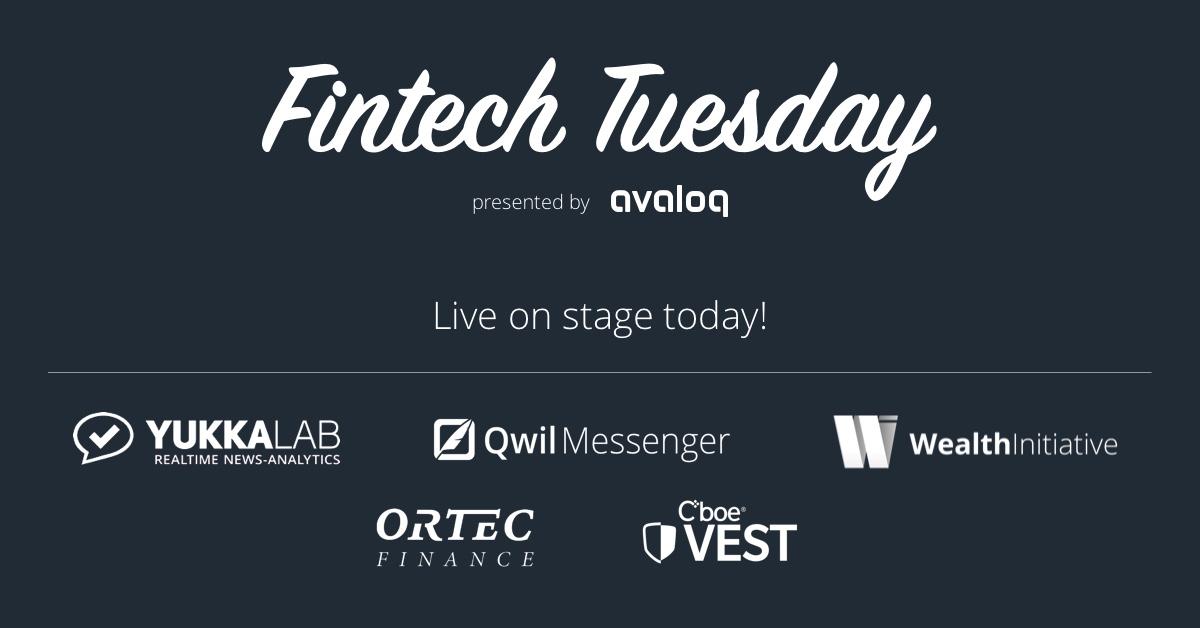 Fintech Tuesday
presented by avaloq
Live on stage today!
YUKKALAB
REALTIME NEWS-ANALYTICS
Qwil Messenger
WealthInitiative
ORTEC
FINANCE
Cboe®
VEST